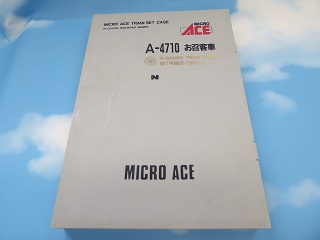 MICRO ACE TRAIN SET CASE
MICRO
ACE
A-4710 お召客車
N
MICRO ACE